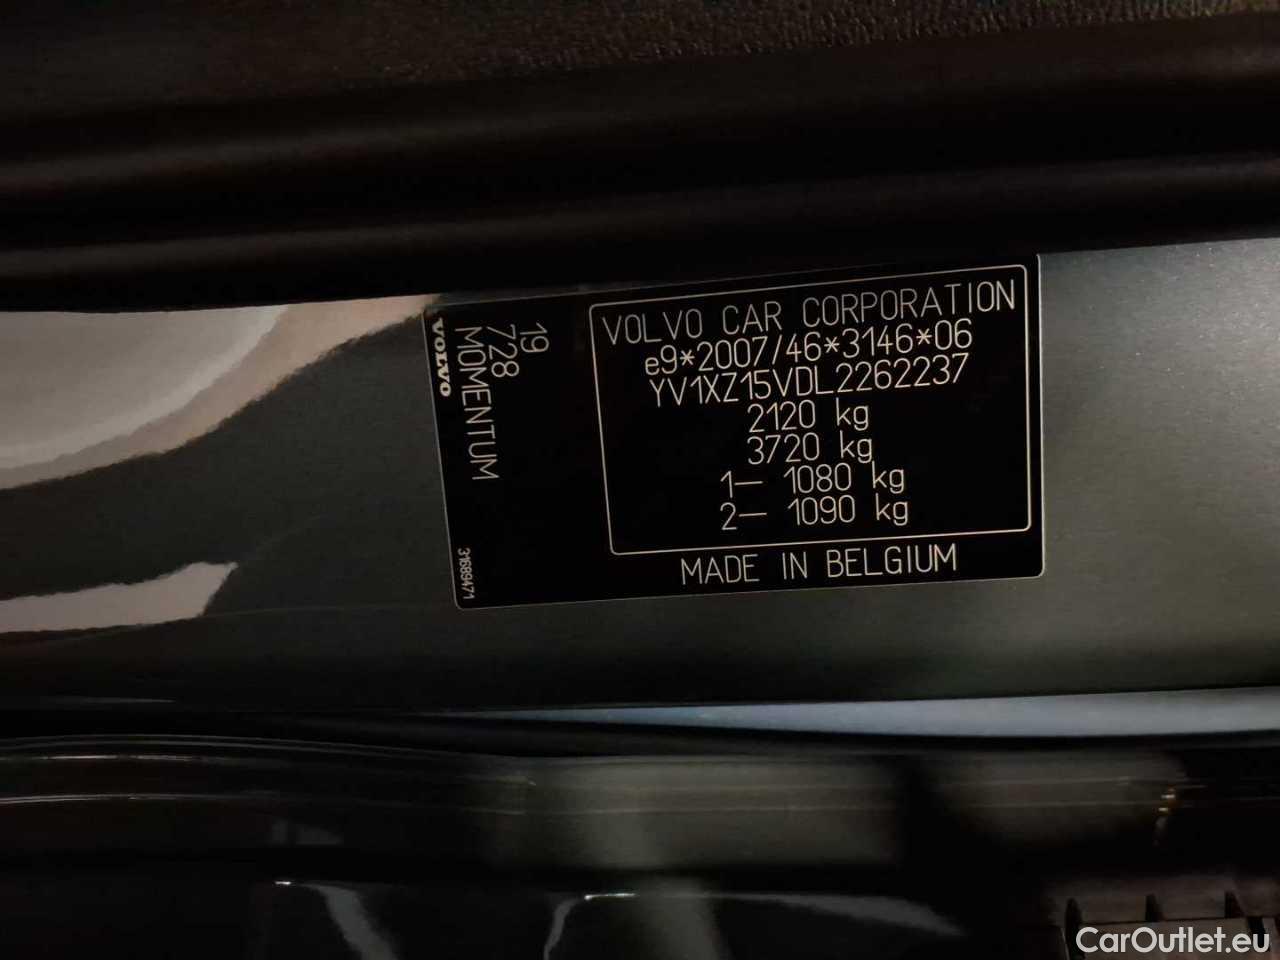 VOLVO CAR CORPORATION
e9*2007/46*3146*06
YV1XZ15VDL2262237
2120 kg
3720 kg
1– 1080 kg
2– 1090 kg
MADE IN BELGIUM
19
728
MOMENTUM
VOLVO
31689471
CarOutlet.eu